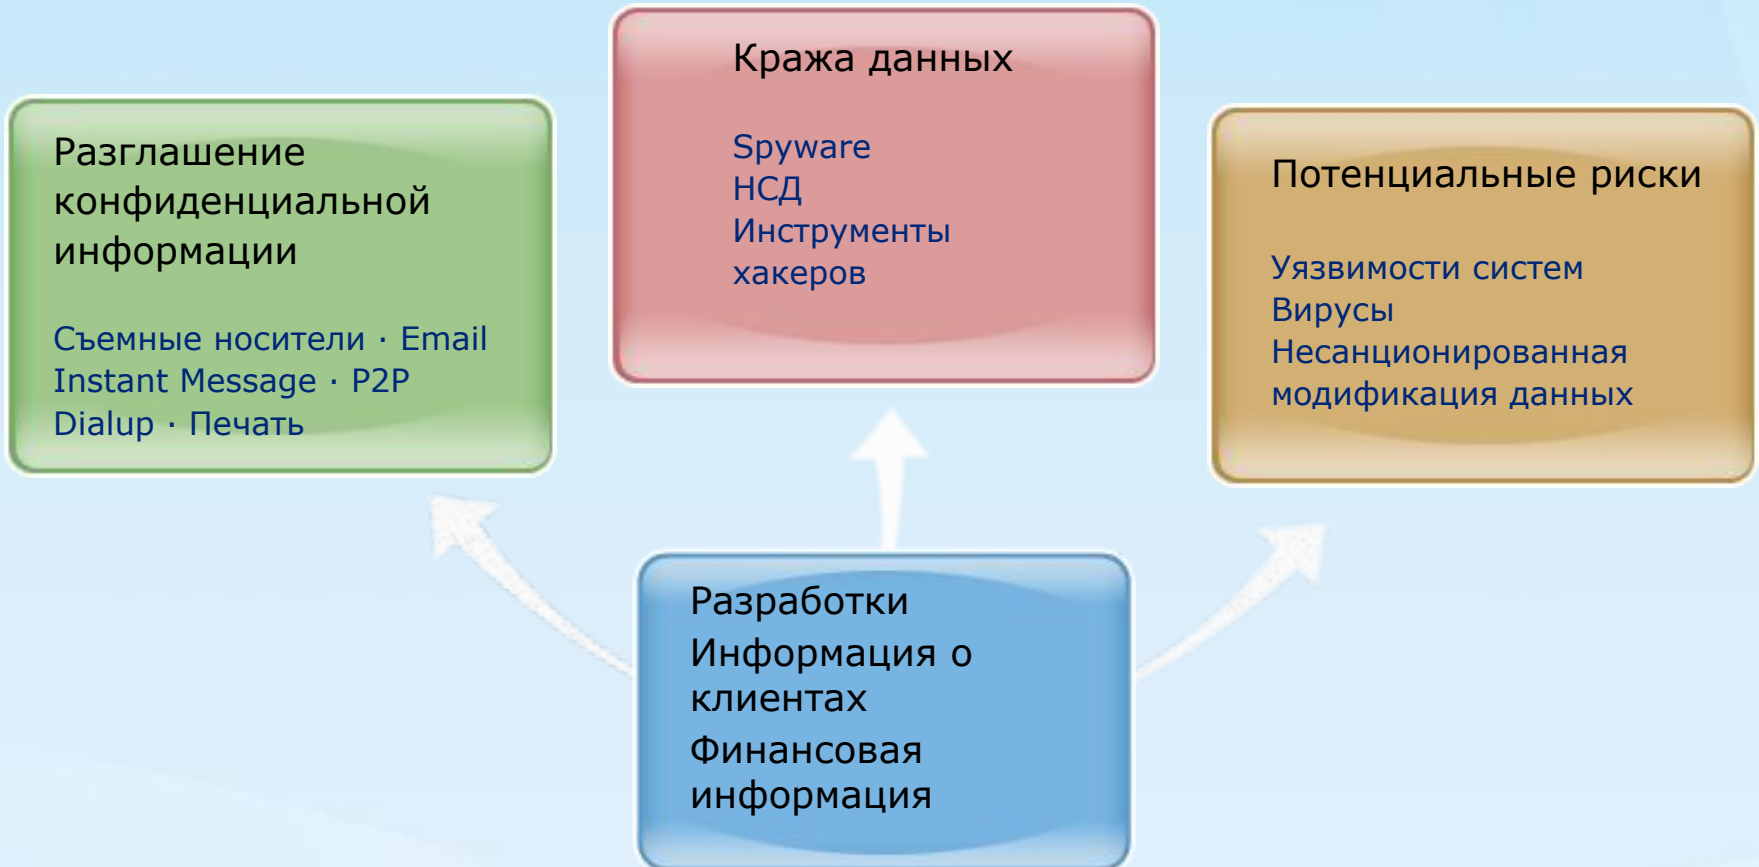 Кража данных
Spyware
НСД
Инструменты
хакеров
Разглашение
конфиденциальной
информации
Съемные носители · Email
Instant Message · P2P
Dialup · Печать
Потенциальные риски
Уязвимости систем
Вирусы
Несанкционированная
модификация данных
Разработки
Информация о
клиентах
Финансовая
информация